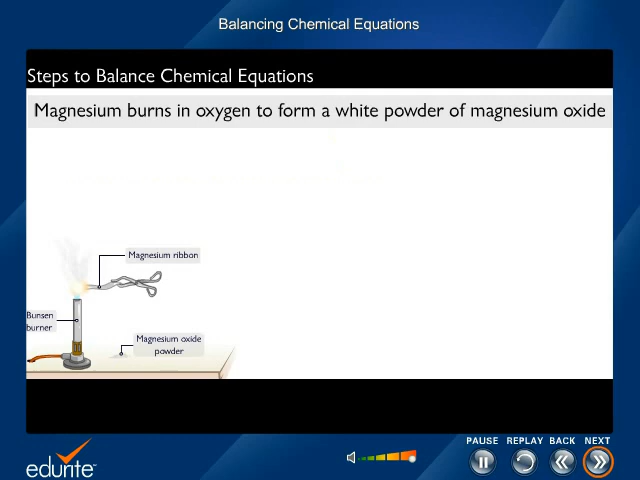 Balancing Chemical Equations
Steps to Balance Chemical Equations
Magnesium burns in oxygen to form a white powder of magnesium oxide
Magnesium ribbon
Bunsen
burner
Magnesium oxide
powder
PAUSE REPLAY BACK NEXT
edurite™